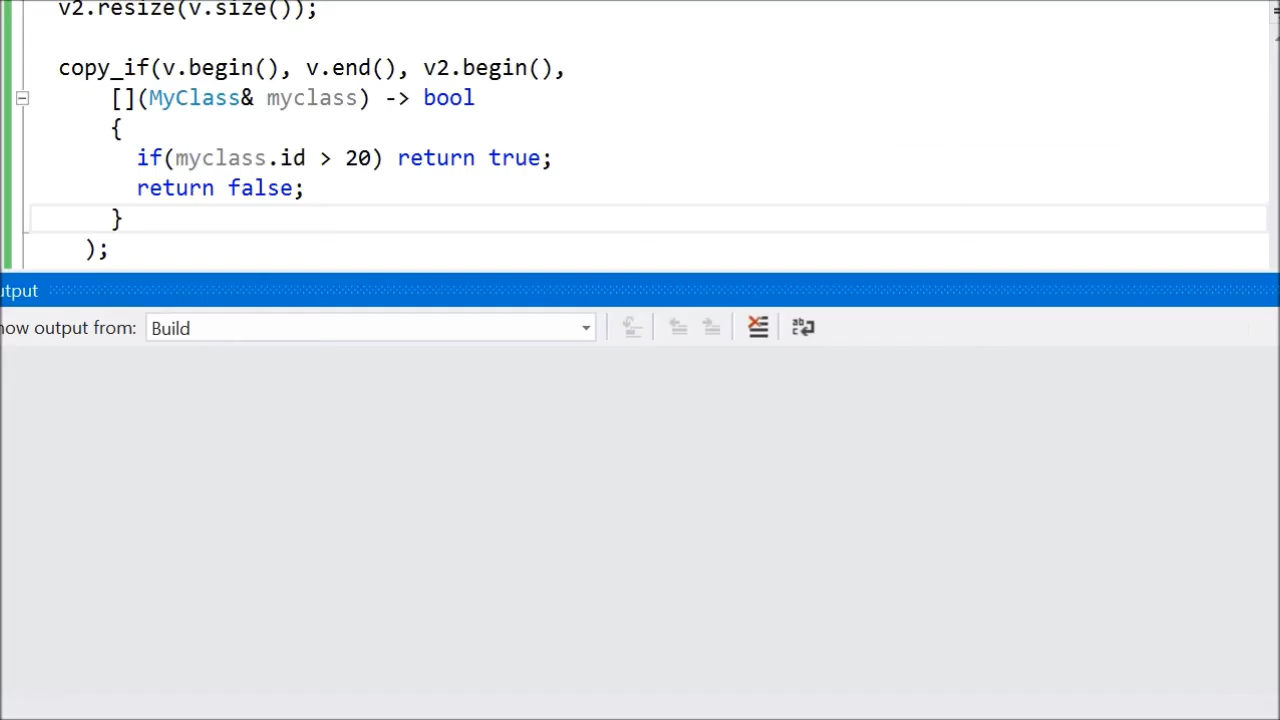 v2.resize(v.size());
copy_if(v.begin(), v.end(), v2.begin(),
[](MyClass& myclass) -> bool
{
if(myclass.id > 20) return true;
return false;
}
);
utput
how output from: Build